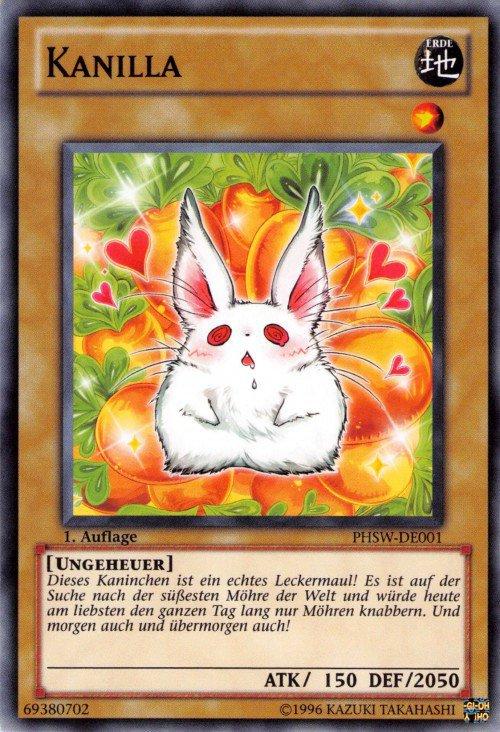 KANILLA
ERDE
地
1. Auflage
PHSW-DE001
[UNGEHEUER]
Dieses Kaninchen ist ein echtes Leckermaul! Es ist auf der
Suche nach der süßesten Möhre der Welt und würde heute
am liebsten den ganzen Tag lang nur Möhren knabbern. Und
morgen auch und übermorgen auch!
ATK/ 150 DEF/2050
69380702
©1996 KAZUKI TAKAHASHI